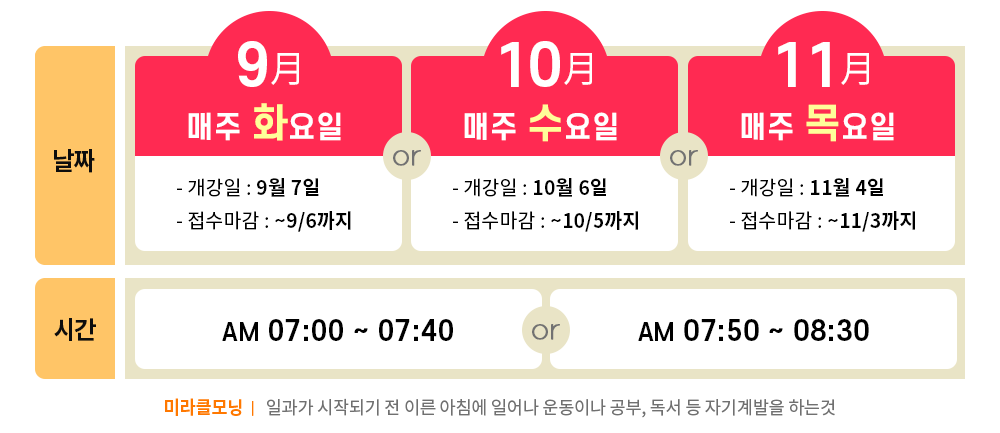 날짜
9月
매주 화요일
- 개강일 : 9월 7일
- 접수마감 : ~9/6까지
or
10月
매주 수요일
- 개강일 : 10월 6일
- 접수마감 : ~10/5까지
or
11月
매주 목요일
- 개강일 : 11월 4일
- 접수마감 : ~11/3까지
시간
AM 07:00 ~ 07:40
or
AM 07:50 ~ 08:30
미라클모닝 | 일과가 시작되기 전 이른 아침에 일어나 운동이나 공부, 독서 등 자기계발을 하는것